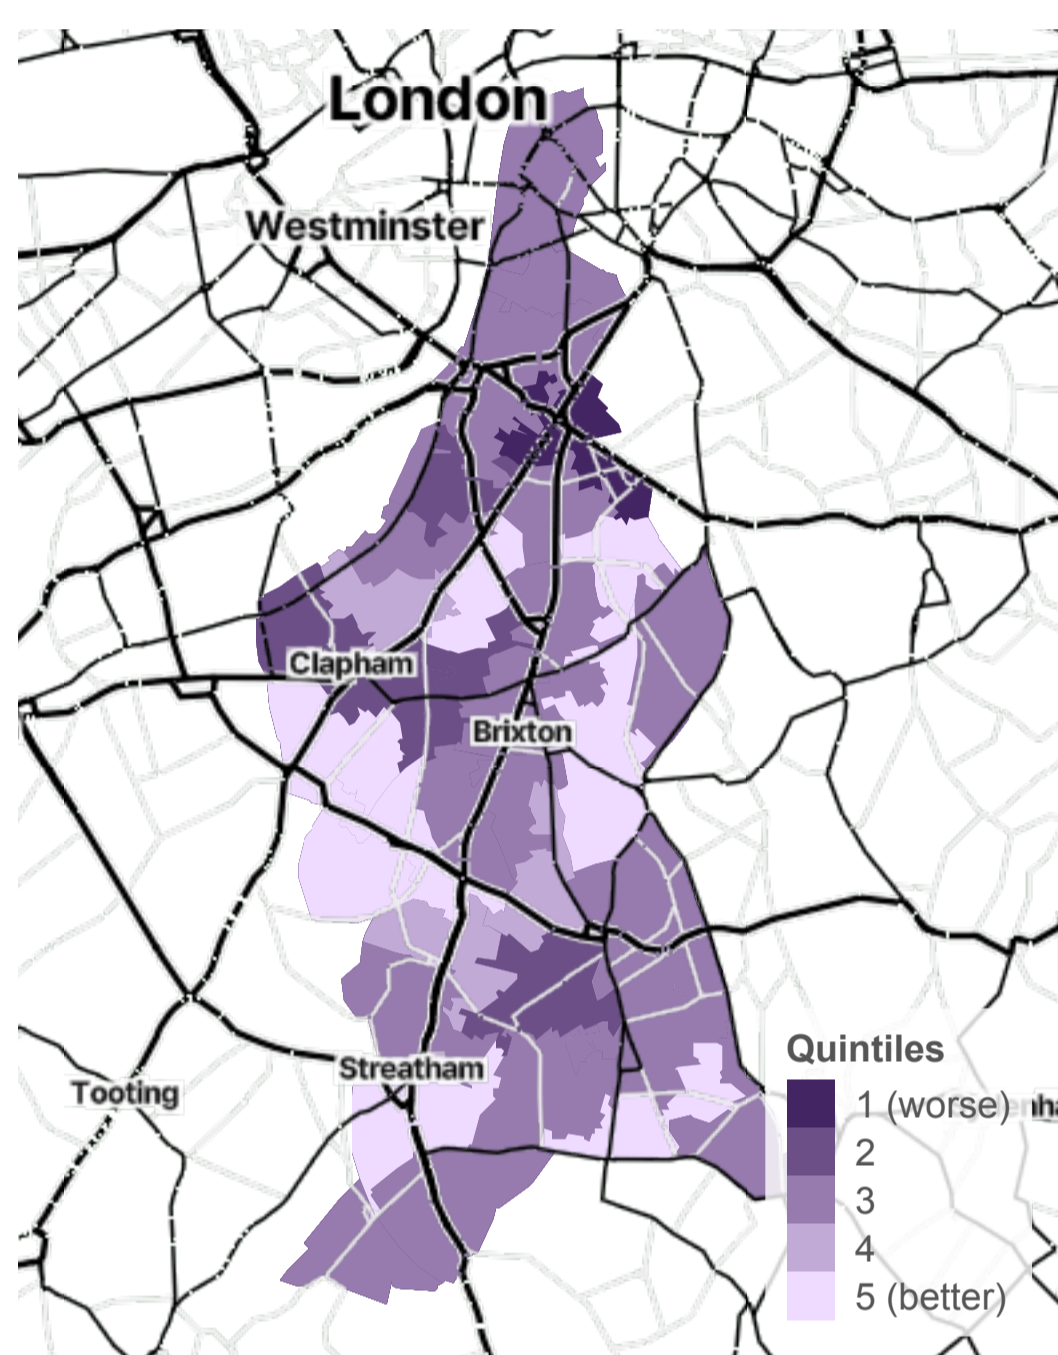 London
Westminster
Clapham
Brixton
Streatham
Tooting
Quintiles
1 (worse)
2
3
4
5 (better)